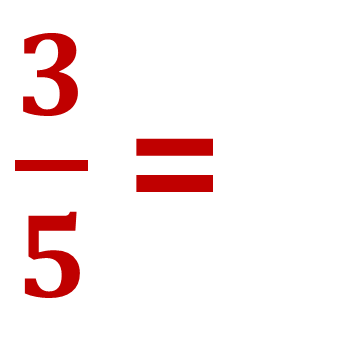 3/5 =